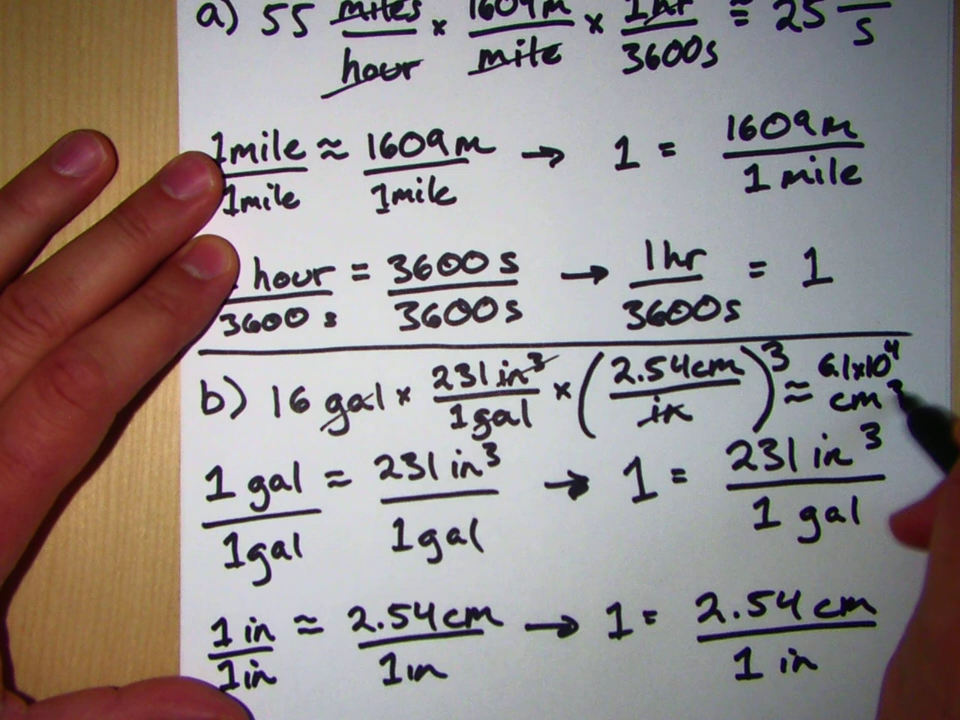 a) 55 miles/hour × 1609m/mile × 1hr/3600s ≈ 25 /s
1mile/1mile ≈ 1609m/1mile → 1 = 1609m/1 mile
hour/3600 s = 3600 s/3600s → 1hr/3600s = 1
b) 16 gal × 231 in³/1gal × (2.54cm/in)³ ≈ 6.1×10⁴ cm³
1 gal/1gal ≈ 231 in³/1gal → 1 = 231 in³/1 gal
1 in/1in ≈ 2.54cm/1in → 1 = 2.54 cm/1 in